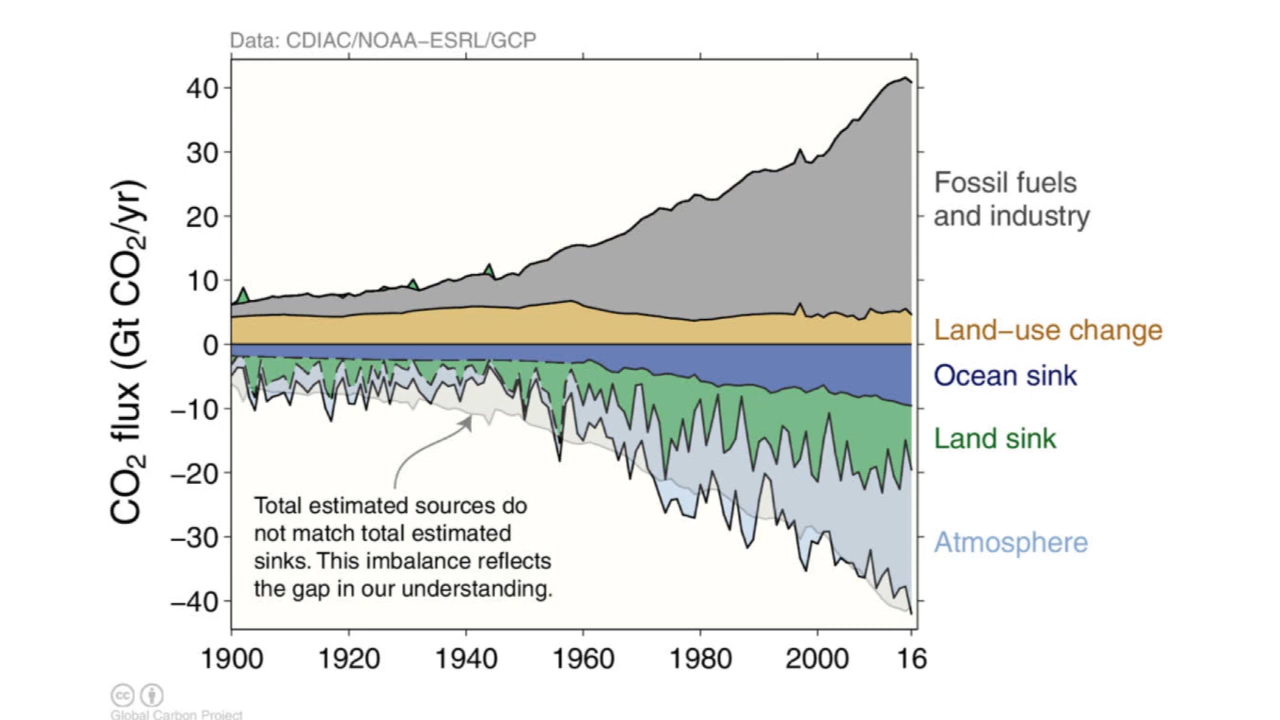 Data: CDIAC/NOAA−ESRL/GCP
CO₂ flux (Gt CO₂/yr)
40
30
20
10
0
−10
−20
−30
−40
Fossil fuels
and industry
Land−use change
Ocean sink
Land sink
Atmosphere
Total estimated sources do
not match total estimated
sinks. This imbalance reflects
the gap in our understanding.
1900 1920 1940 1960 1980 2000 16
cc
Global Carbon Project